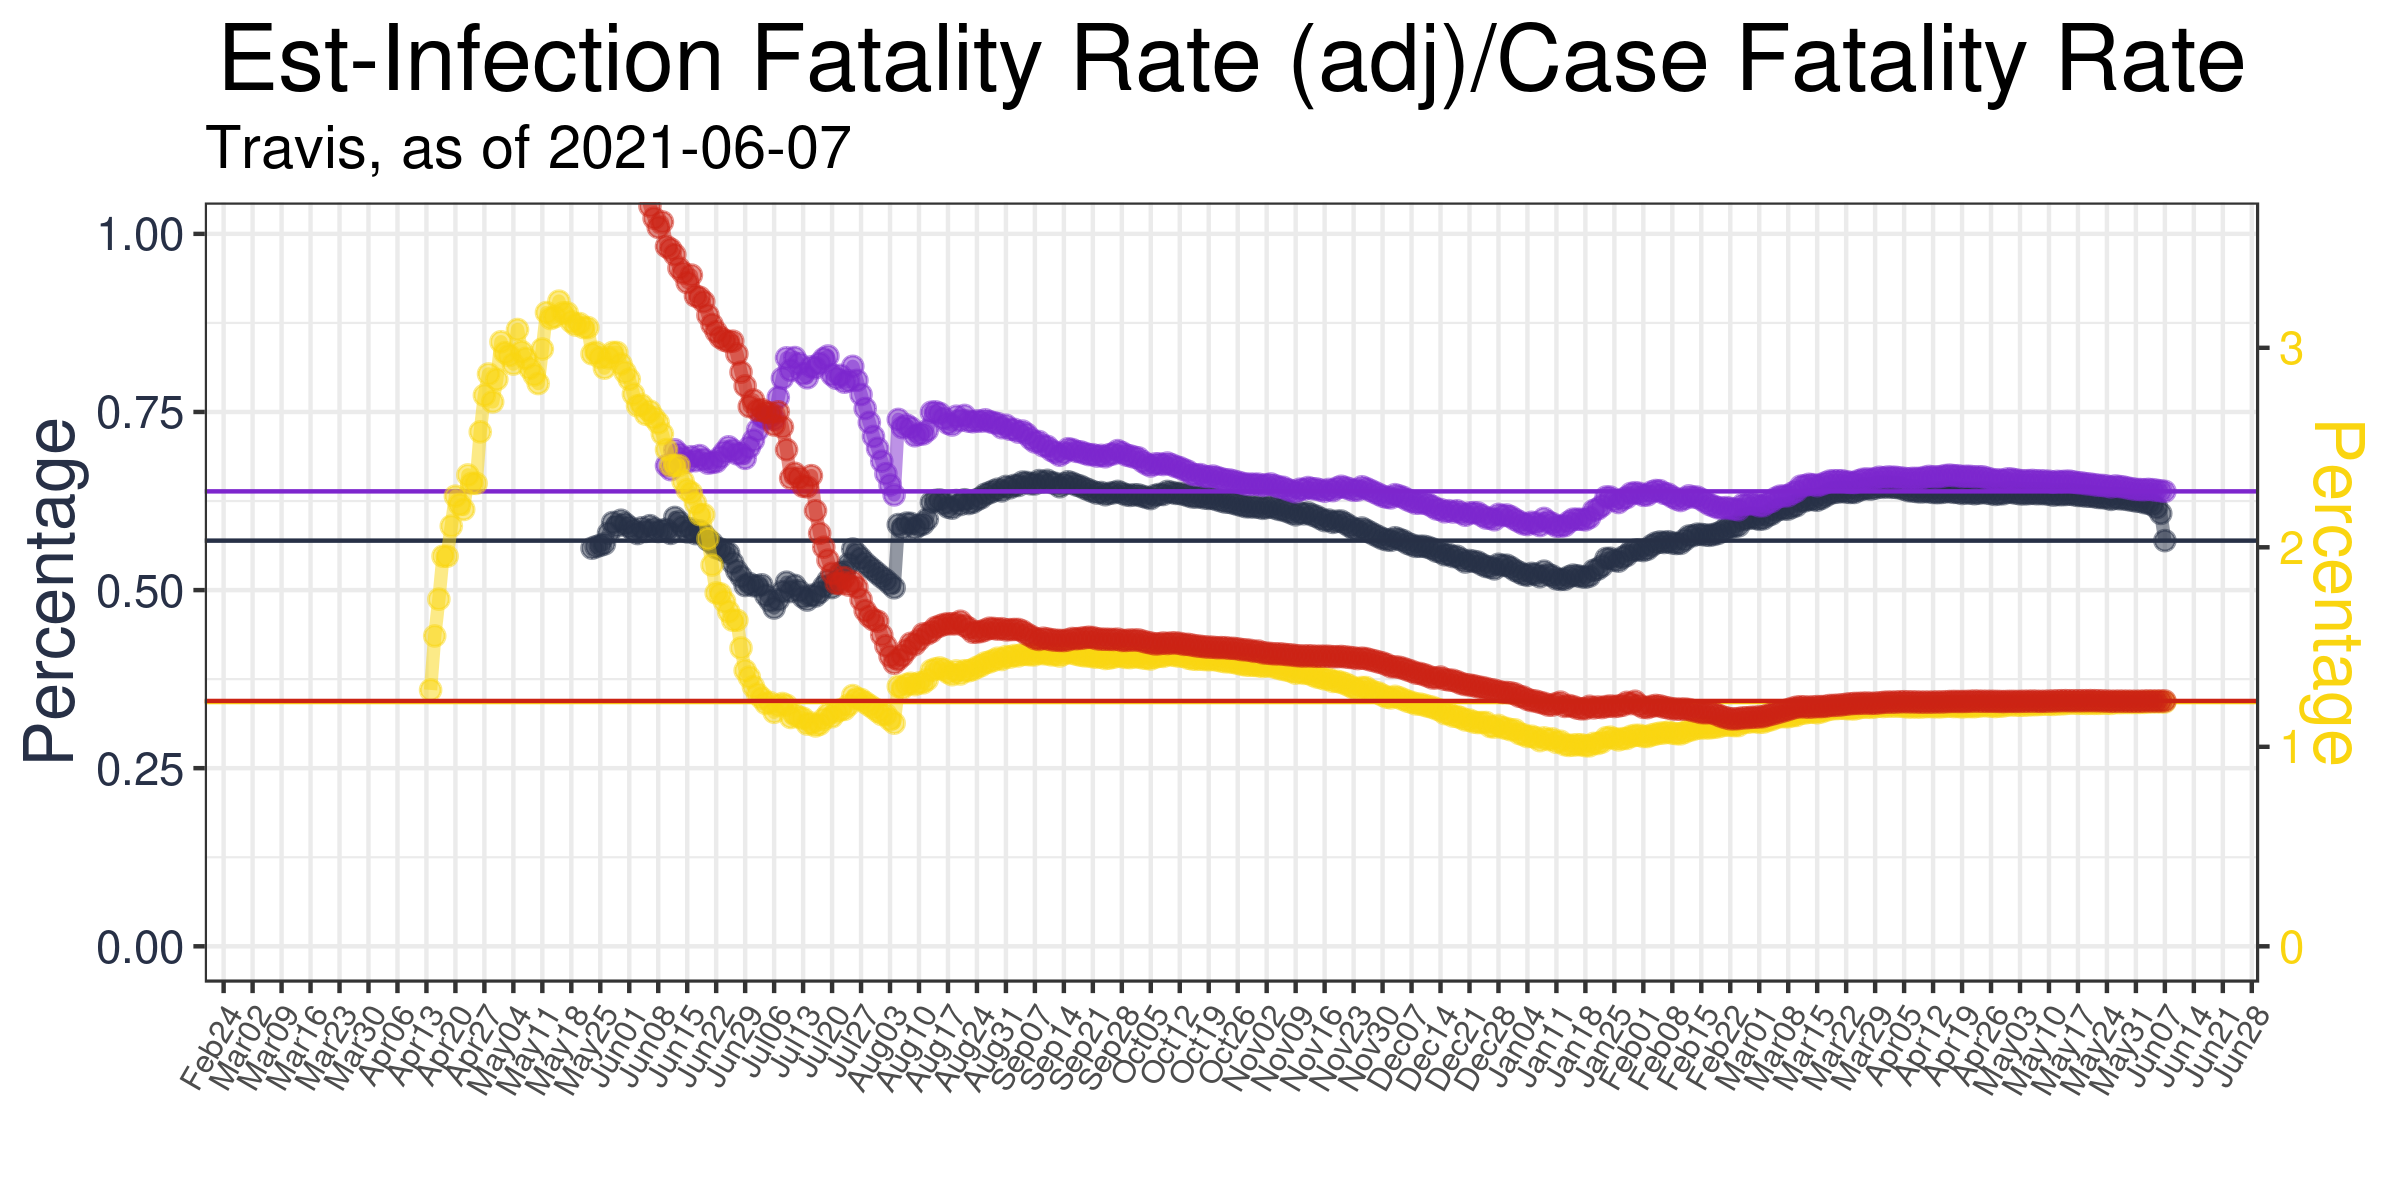 Est-Infection Fatality Rate (adj)/Case Fatality Rate
Travis, as of 2021-06-07
Percentage
1.00
0.75
0.50
0.25
0.00
3
2
1
0
Percentage
Feb24
Mar02
Mar09
Mar16
Mar23
Mar30
Apr06
Apr13
Apr20
Apr27
May04
May11
May18
May25
Jun01
Jun08
Jun15
Jun22
Jun29
Jul06
Jul13
Jul20
Jul27
Aug03
Aug10
Aug17
Aug24
Aug31
Sep07
Sep14
Sep21
Sep28
Oct05
Oct12
Oct19
Oct26
Nov02
Nov09
Nov16
Nov23
Nov30
Dec07
Dec14
Dec21
Dec28
Jan04
Jan11
Jan18
Jan25
Feb01
Feb08
Feb15
Feb22
Mar01
Mar08
Mar15
Mar22
Mar29
Apr05
Apr12
Apr19
Apr26
May03
May10
May17
May24
May31
Jun07
Jun14
Jun21
Jun28